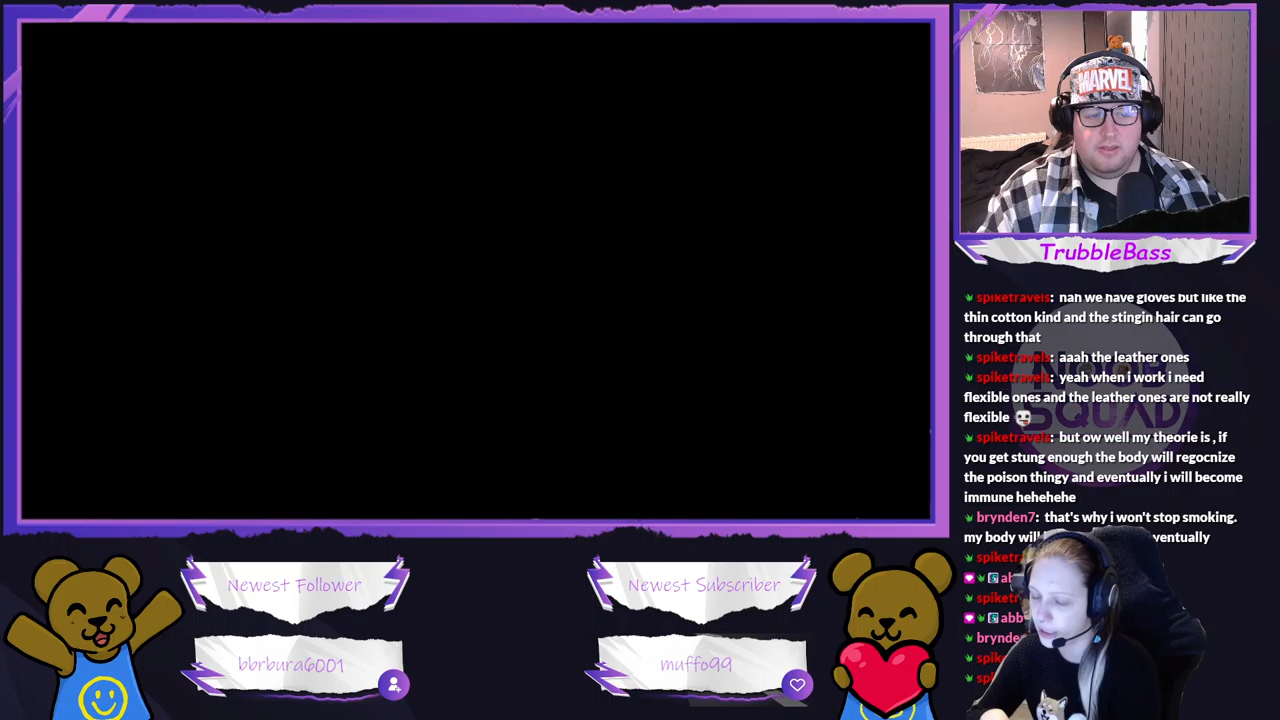 MARVEL
TrubbleBass
spiketravels: nah we have gloves but like the
thin cotton kind and the stingin hair can go
through that
spiketravels: aaah the leather ones
spiketravels: yeah when i work i need
flexible ones and the leather ones are not really
flexible
spiketravels: but ow well my theorie is , if
you get stung enough the body will regocnize
the poison thingy and eventually i will become
immune hehehehe
brynden7: that's why i won't stop smoking.
my body will
NOOB
SQUAD
Newest Follower
bbrbura6001
Newest Subscriber
muffo99